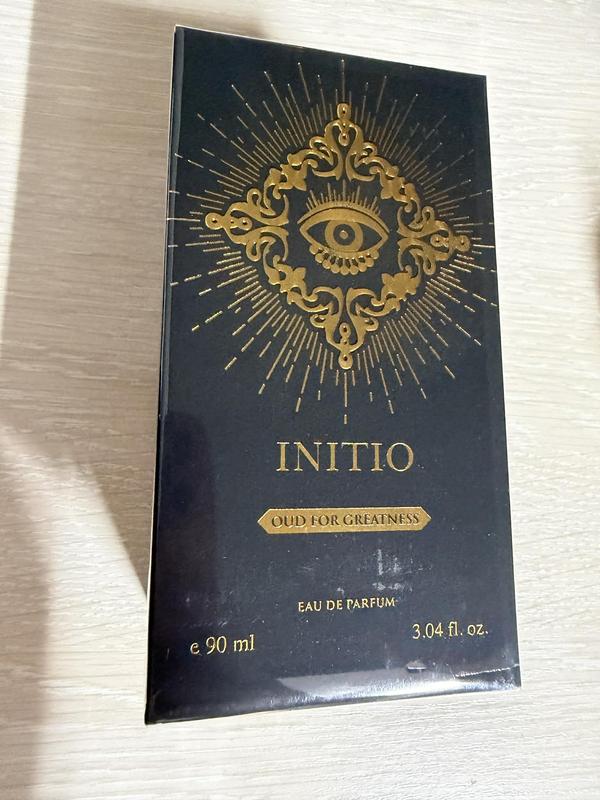 INITIO
OUD FOR GREATNESS
EAU DE PARFUM
e 90 ml
3.04 fl. oz.